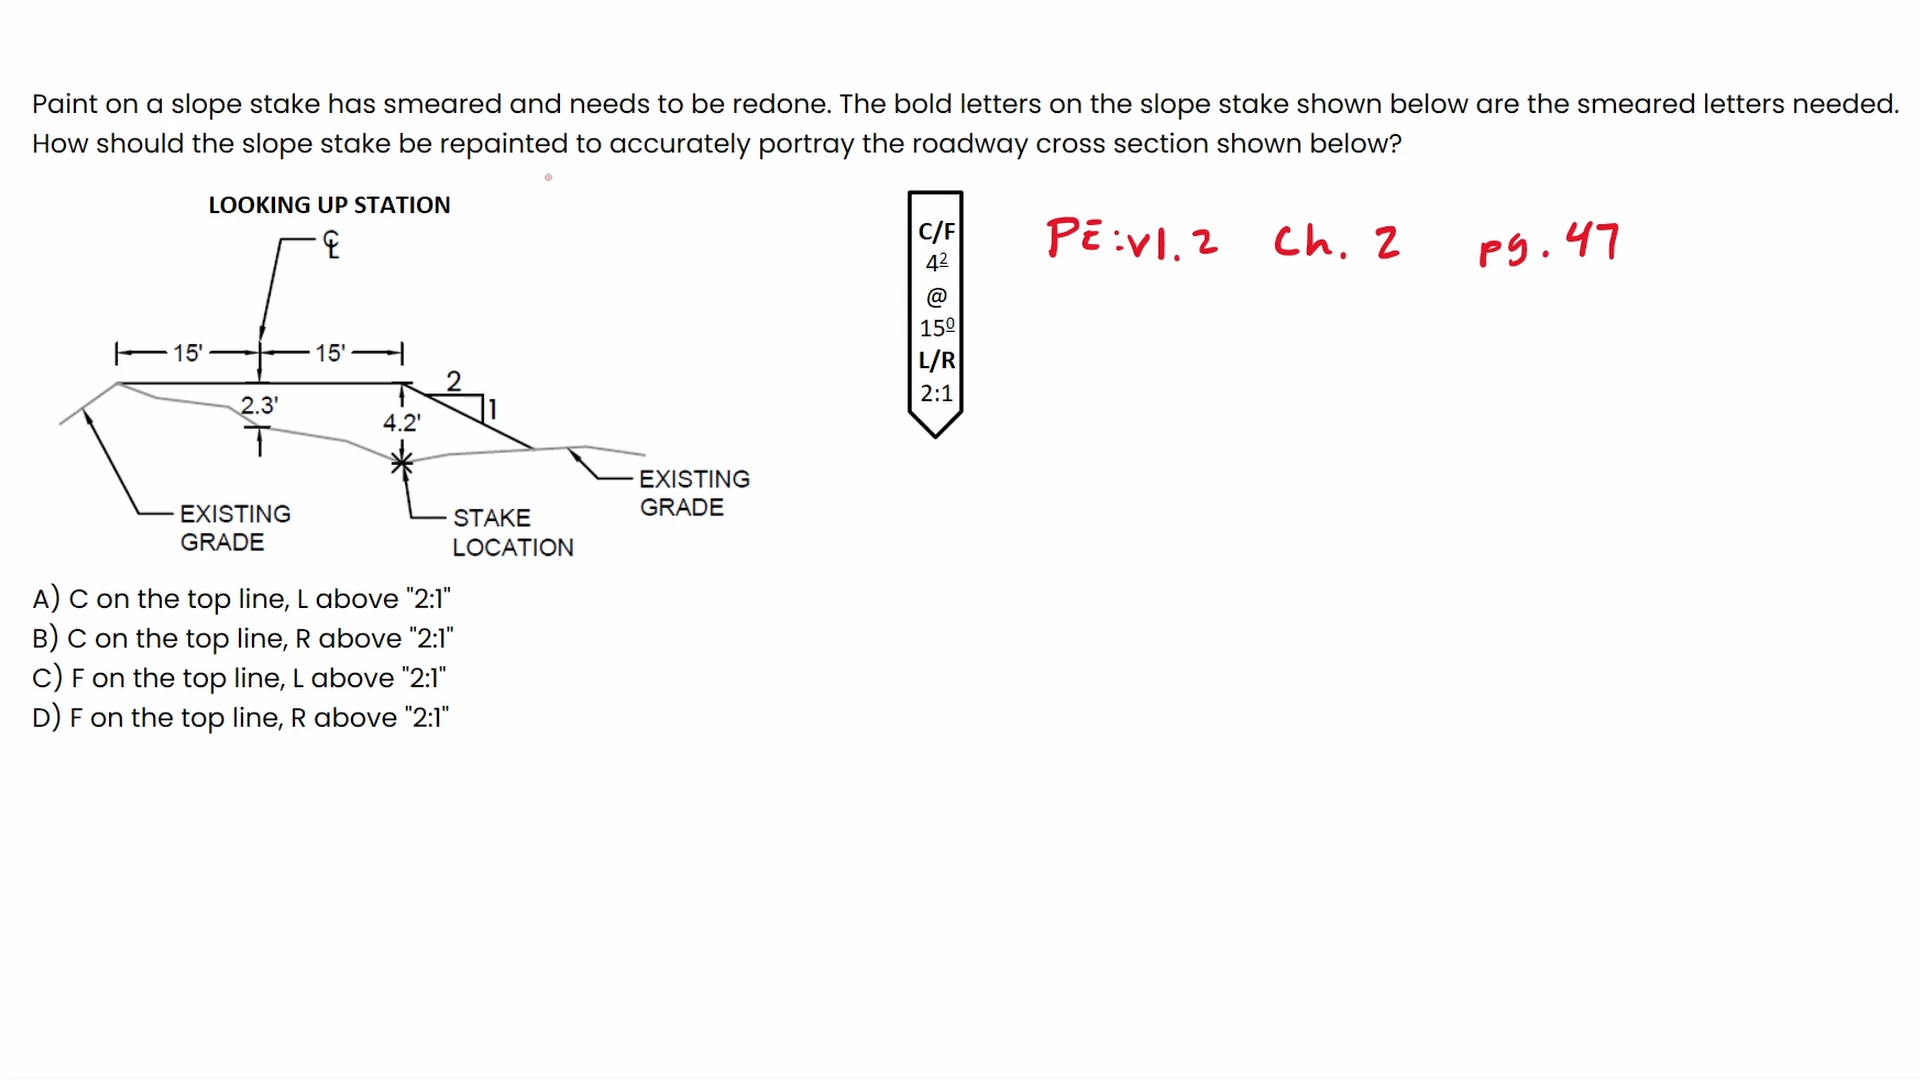 Paint on a slope stake has smeared and needs to be redone. The bold letters on the slope stake shown below are the smeared letters needed.
How should the slope stake be repainted to accurately portray the roadway cross section shown below?
LOOKING UP STATION
℄
15'
15'
2
1
2.3'
4.2'
EXISTING
GRADE
STAKE
LOCATION
EXISTING
GRADE
C/F
4²
@
15⁰
L/R
2:1
PE:v1.2 Ch. 2 pg. 47
A) C on the top line, L above "2:1"
B) C on the top line, R above "2:1"
C) F on the top line, L above "2:1"
D) F on the top line, R above "2:1"